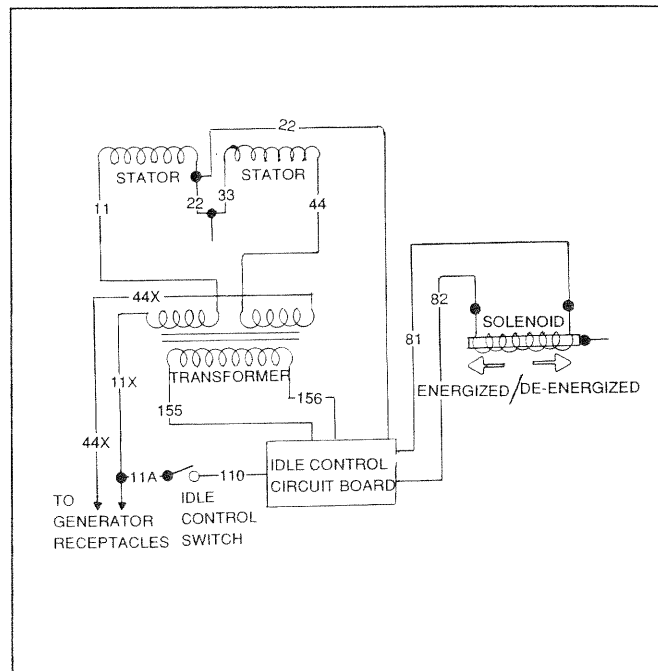 22
STATOR
STATOR
11
22
33
44
44X
82
SOLENOID
81
11X
TRANSFORMER
ENERGIZED/DE-ENERGIZED
156
155
44X
IDLE CONTROL
CIRCUIT BOARD
11A
110
TO
GENERATOR
RECEPTACLES
IDLE
CONTROL
SWITCH